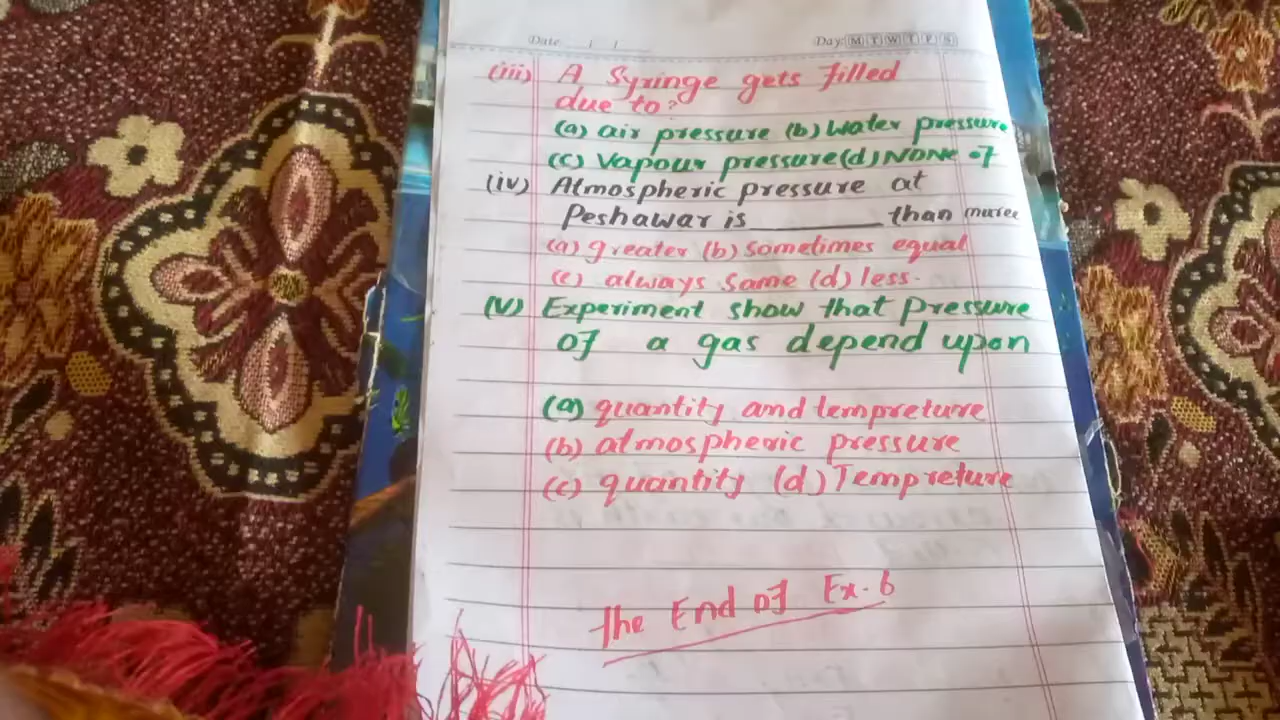 Date / /
Day: M T W T F S
(iii) A Syringe gets filled
due to?
(a) air pressure (b) Water pressure
(c) Vapour pressure (d) NONE of
(iv) Atmospheric pressure at
Peshawar is ________ than murree
(a) greater (b) sometimes equal
(c) always same (d) less.
(v) Experiment show that pressure
of a gas depend upon
(a) quantity and tempreture
(b) atmospheric pressure
(c) quantity (d) Tempreture
The End of Ex. 6